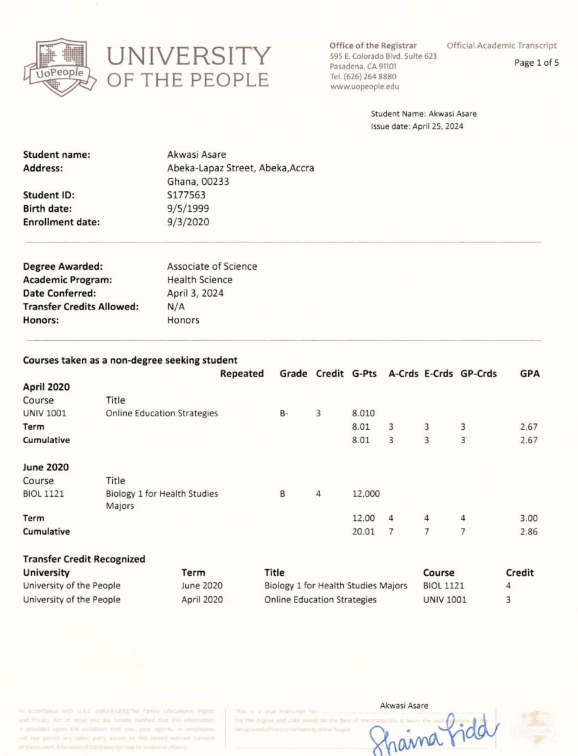 UNIVERSITY
OF THE PEOPLE
UoPeople
Office of the Registrar
595 E. Colorado Blvd. Suite 623
Pasadena, CA 91101
Tel. (626) 264 8880
www.uopeople.edu
Official Academic Transcript
Page 1 of 5
Student Name: Akwasi Asare
Issue date: April 25, 2024
Student name: Akwasi Asare
Address: Abeka-Lapaz Street, Abeka,Accra
Ghana, 00233
Student ID: S177563
Birth date: 9/5/1999
Enrollment date: 9/3/2020
Degree Awarded: Associate of Science
Academic Program: Health Science
Date Conferred: April 3, 2024
Transfer Credits Allowed: N/A
Honors: Honors
Courses taken as a non-degree seeking student
Repeated Grade Credit G-Pts A-Crds E-Crds GP-Crds GPA
April 2020
Course Title
UNIV 1001 Online Education Strategies B- 3 8.010
Term 8.01 3 3 3 2.67
Cumulative 8.01 3 3 3 2.67
June 2020
Course Title
BIOL 1121 Biology 1 for Health Studies B 4 12.000
Majors
Term 12.00 4 4 4 3.00
Cumulative 20.01 7 7 7 2.86
Transfer Credit Recognized
University Term Title Course Credit
University of the People June 2020 Biology 1 for Health Studies Majors BIOL 1121 4
University of the People April 2020 Online Education Strategies UNIV 1001 3
Akwasi Asare
This is a true transcript for